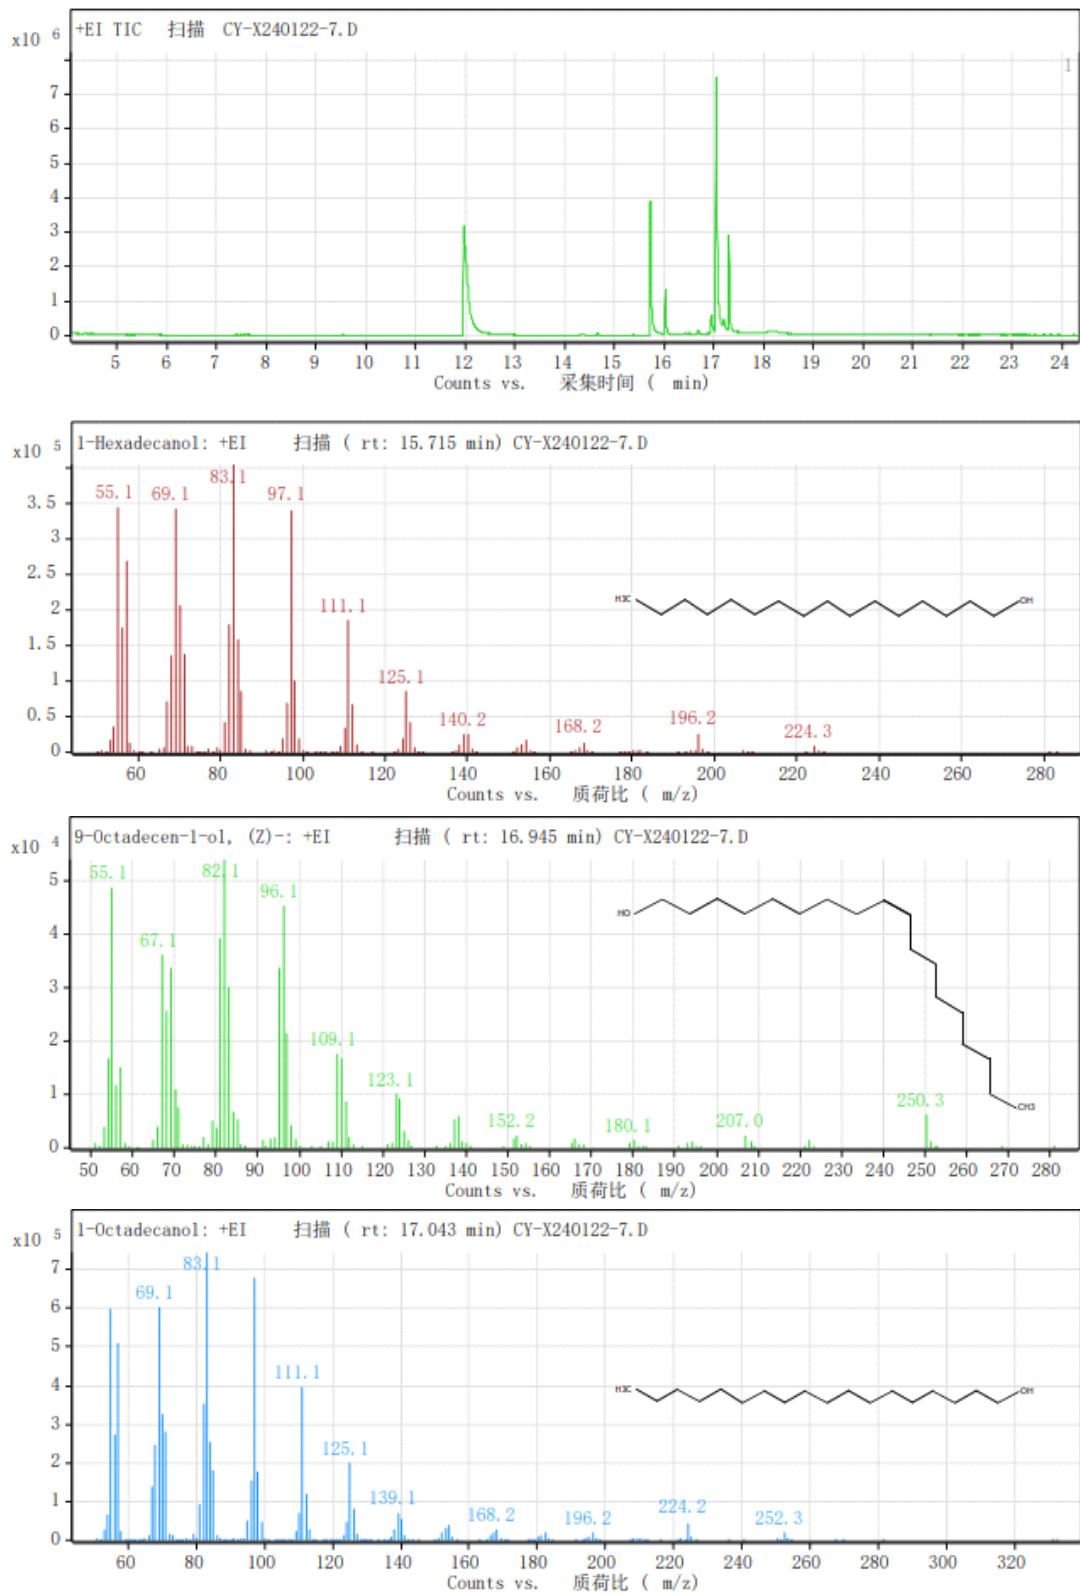 +EI TIC 扫描 CY-X240122-7.D
x10 6
1
7
6
5
4
3
2
1
0
5 6 7 8 9 10 11 12 13 14 15 16 17 18 19 20 21 22 23 24
Counts vs. 采集时间 ( min)
1-Hexadecanol: +EI 扫描 ( rt: 15.715 min) CY-X240122-7.D
x10 5
55.1 69.1 83.1 97.1
3.5
3
2.5
2
111.1
H3C OH
1.5
1
125.1
0.5
140.2 168.2 196.2 224.3
0
60 80 100 120 140 160 180 200 220 240 260 280
Counts vs. 质荷比 ( m/z)
9-Octadecen-1-ol, (Z)-: +EI 扫描 ( rt: 16.945 min) CY-X240122-7.D
x10 4
55.1 82.1 96.1
5
HO
67.1
4
3
2
109.1
123.1
1
152.2 180.1 207.0 250.3
CH3
0
50 60 70 80 90 100 110 120 130 140 150 160 170 180 190 200 210 220 230 240 250 260 270 280
Counts vs. 质荷比 ( m/z)
1-Octadecanol: +EI 扫描 ( rt: 17.043 min) CY-X240122-7.D
x10 5
83.1
7
69.1
6
5
111.1
4
H3C OH
3
125.1
2
139.1 168.2 196.2 224.2 252.3
1
0
60 80 100 120 140 160 180 200 220 240 260 280 300 320
Counts vs. 质荷比 ( m/z)